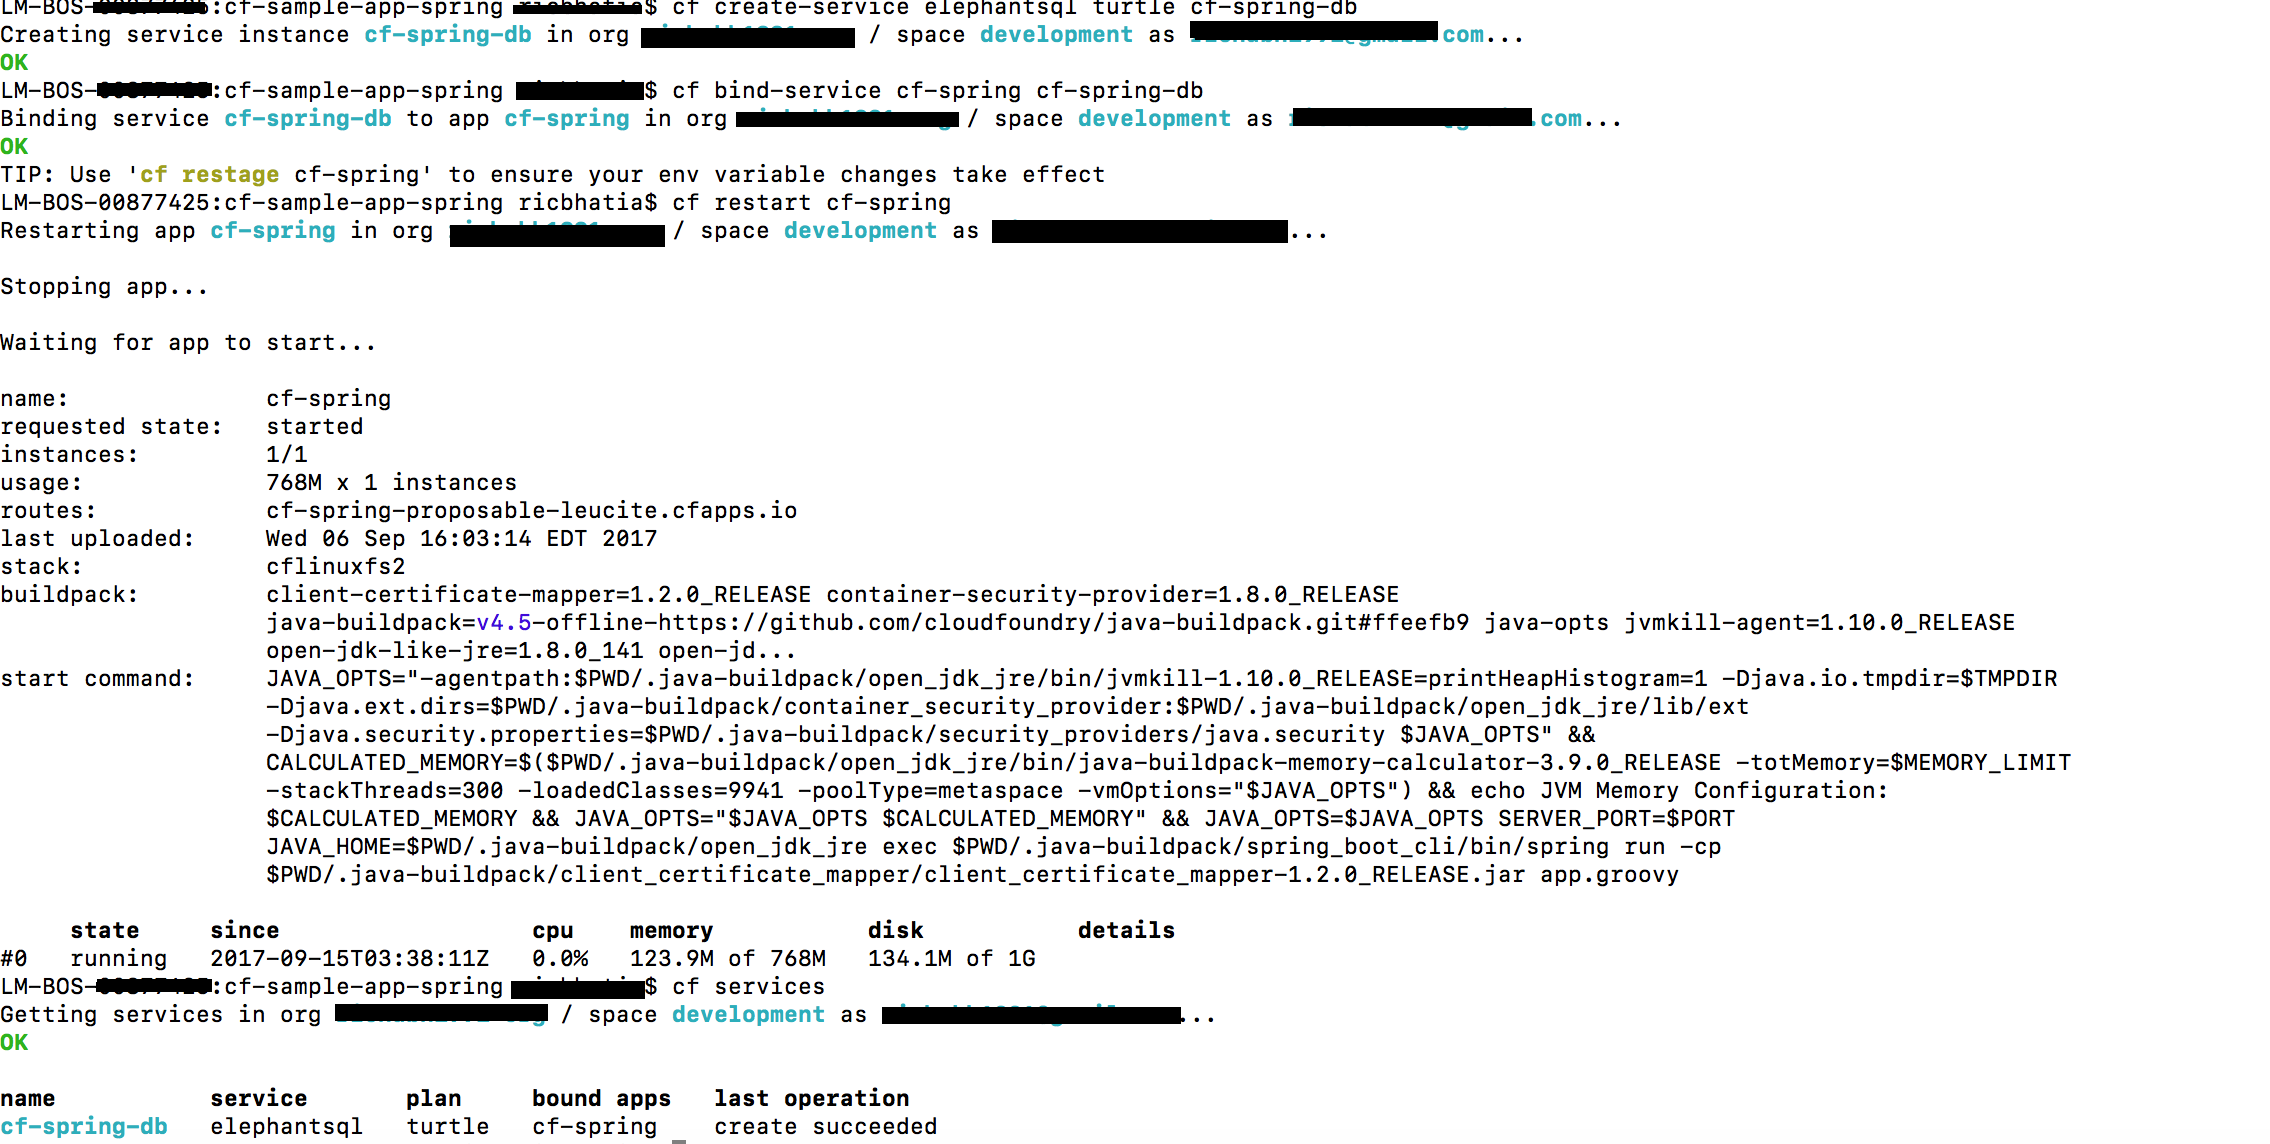 LM-BOS- :cf-sample-app-spring $ cf create-service elephantsql turtle cf-spring-db
Creating service instance cf-spring-db in org / space development as .com...
OK
LM-BOS- :cf-sample-app-spring $ cf bind-service cf-spring cf-spring-db
Binding service cf-spring-db to app cf-spring in org / space development as .com...
OK
TIP: Use 'cf restage cf-spring' to ensure your env variable changes take effect
LM-BOS-00877425:cf-sample-app-spring ricbhatia$ cf restart cf-spring
Restarting app cf-spring in org / space development as ...
Stopping app...
Waiting for app to start...
name: cf-spring
requested state: started
instances: 1/1
usage: 768M x 1 instances
routes: cf-spring-proposable-leucite.cfapps.io
last uploaded: Wed 06 Sep 16:03:14 EDT 2017
stack: cflinuxfs2
buildpack: client-certificate-mapper=1.2.0_RELEASE container-security-provider=1.8.0_RELEASE
java-buildpack=v4.5-offline-https://github.com/cloudfoundry/java-buildpack.git#ffeefb9 java-opts jvmkill-agent=1.10.0_RELEASE
open-jdk-like-jre=1.8.0_141 open-jd...
start command: JAVA_OPTS="-agentpath:$PWD/.java-buildpack/open_jdk_jre/bin/jvmkill-1.10.0_RELEASE=printHeapHistogram=1 -Djava.io.tmpdir=$TMPDIR
-Djava.ext.dirs=$PWD/.java-buildpack/container_security_provider:$PWD/.java-buildpack/open_jdk_jre/lib/ext
-Djava.security.properties=$PWD/.java-buildpack/security_providers/java.security $JAVA_OPTS" &&
CALCULATED_MEMORY=$($PWD/.java-buildpack/open_jdk_jre/bin/java-buildpack-memory-calculator-3.9.0_RELEASE -totMemory=$MEMORY_LIMIT
-stackThreads=300 -loadedClasses=9941 -poolType=metaspace -vmOptions="$JAVA_OPTS") && echo JVM Memory Configuration:
$CALCULATED_MEMORY && JAVA_OPTS="$JAVA_OPTS $CALCULATED_MEMORY" && JAVA_OPTS=$JAVA_OPTS SERVER_PORT=$PORT
JAVA_HOME=$PWD/.java-buildpack/open_jdk_jre exec $PWD/.java-buildpack/spring_boot_cli/bin/spring run -cp
$PWD/.java-buildpack/client_certificate_mapper/client_certificate_mapper-1.2.0_RELEASE.jar app.groovy
state since cpu memory disk details
#0 running 2017-09-15T03:38:11Z 0.0% 123.9M of 768M 134.1M of 1G
LM-BOS- :cf-sample-app-spring $ cf services
Getting services in org / space development as ...
OK
name service plan bound apps last operation
cf-spring-db elephantsql turtle cf-spring create succeeded